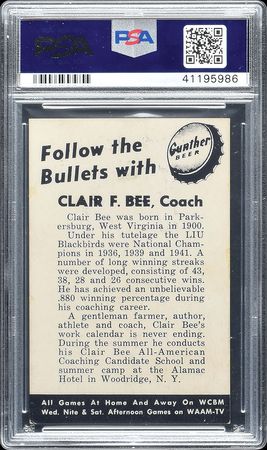 PSA
PSA
PSA
41195986
Follow the
Bullets with
Gunther
BEER
CLAIR F. BEE, Coach
Clair Bee was born in Park-
ersburg, West Virginia in 1900.
Under his tutelage the LIU
Blackbirds were National Cham-
pions in 1936, 1939 and 1941. A
number of long winning streaks
were developed, consisting of 43,
38, 28 and 26 consecutive wins.
He has achieved an unbelievable
.880 winning percentage during
his coaching career.
A gentleman farmer, author,
athlete and coach, Clair Bee's
work calendar is never ending.
During the summer he conducts
his Clair Bee All-American
Coaching Candidate School and
summer camp at the Alamac
Hotel in Woodridge, N. Y.
All Games At Home And Away On WCBM
Wed. Nite & Sat. Afternoon Games on WAAM-TV